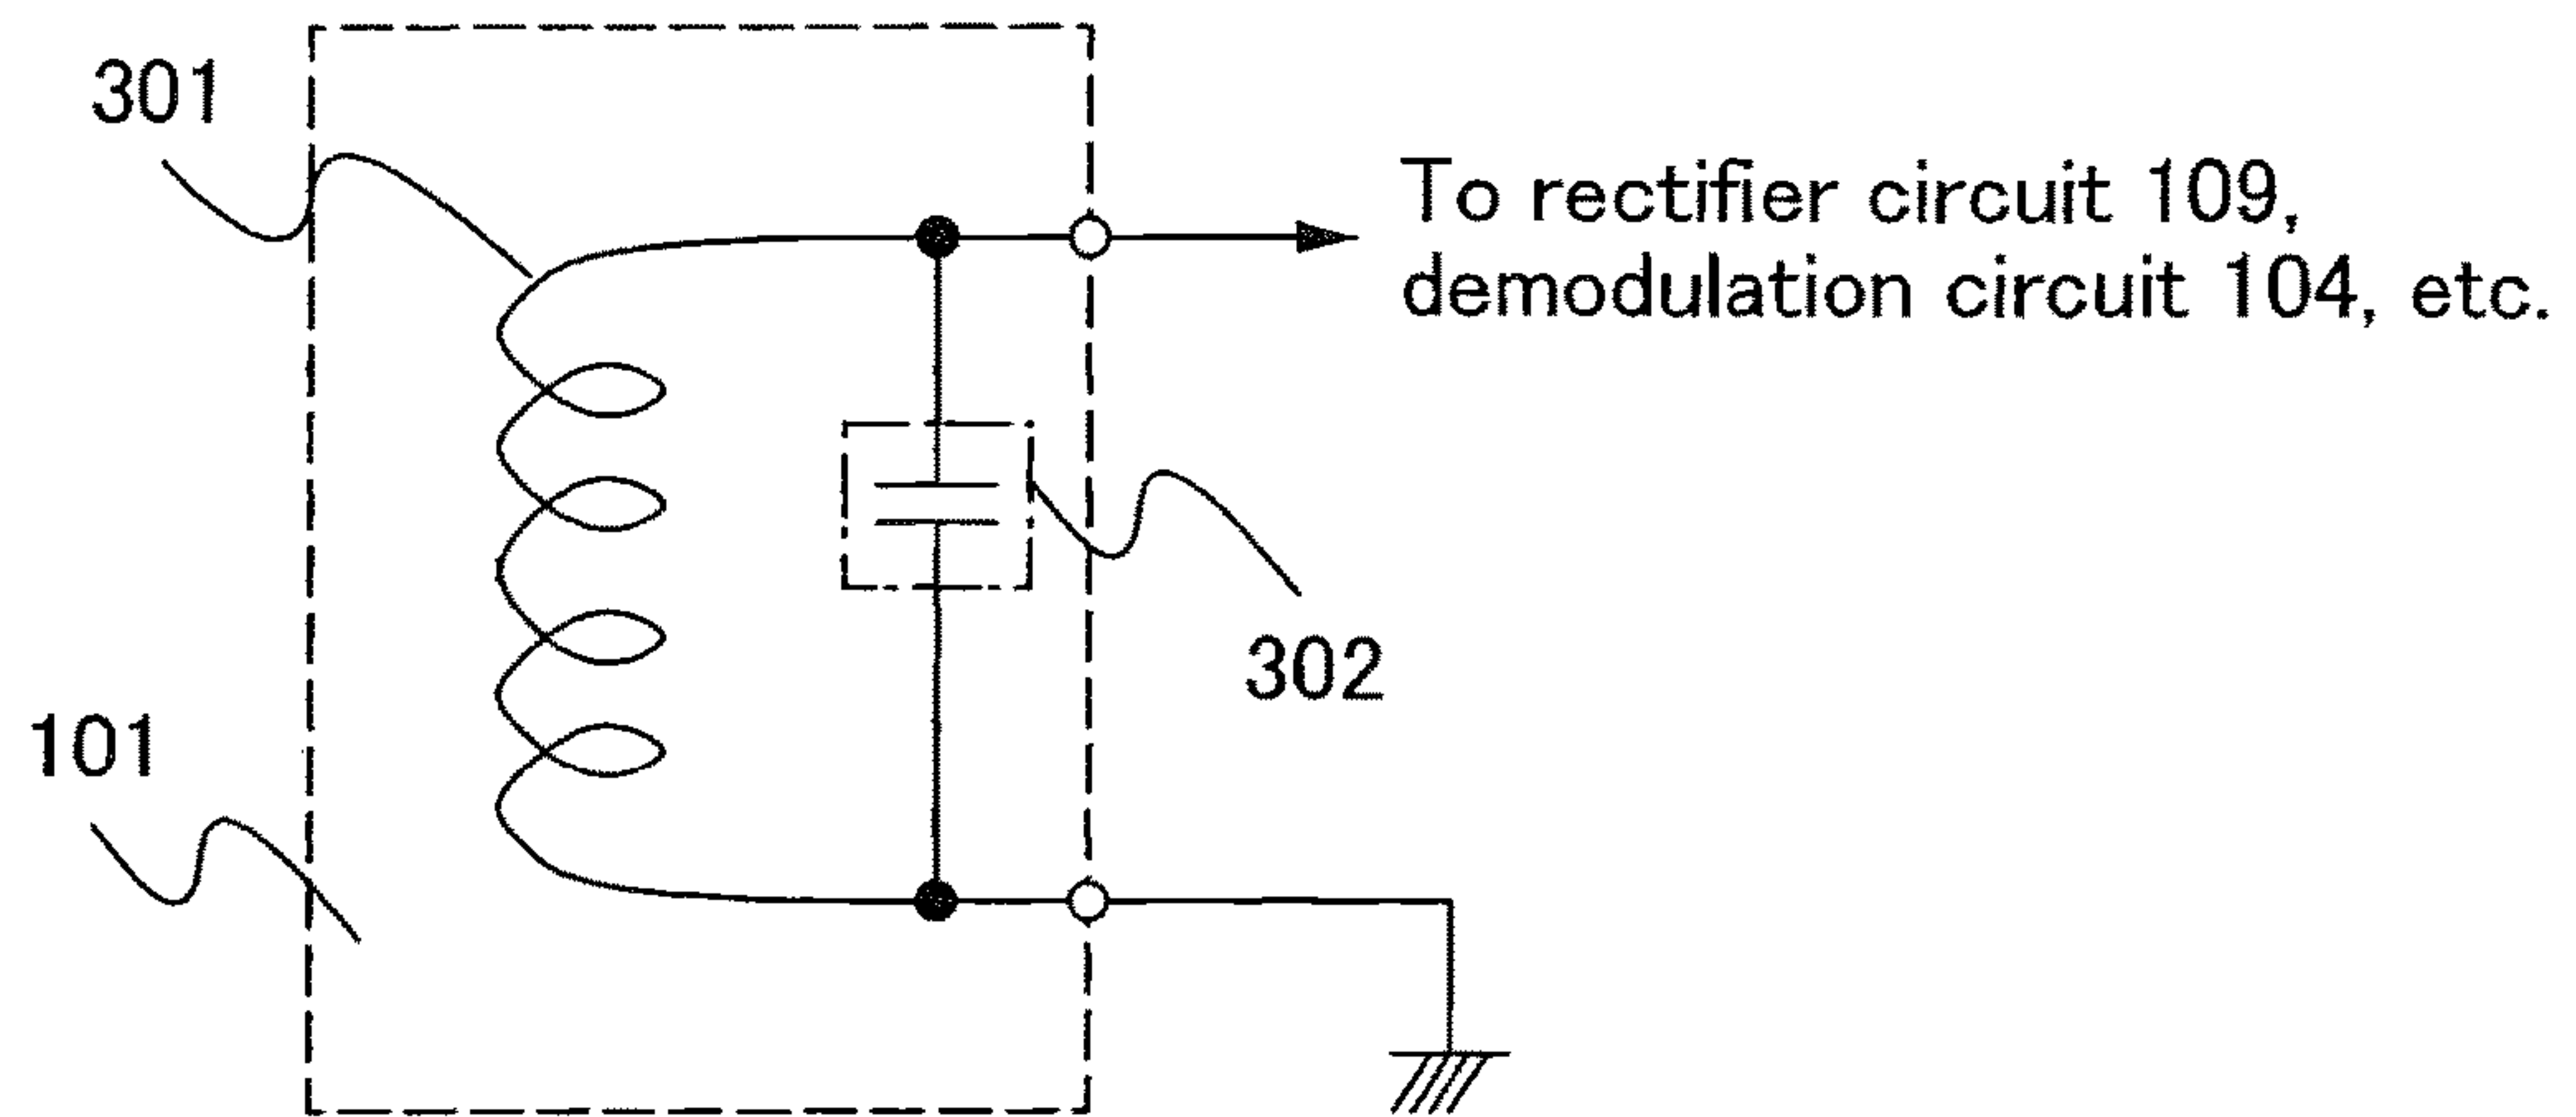 301
To rectifier circuit 109,
demodulation circuit 104, etc.
302
101